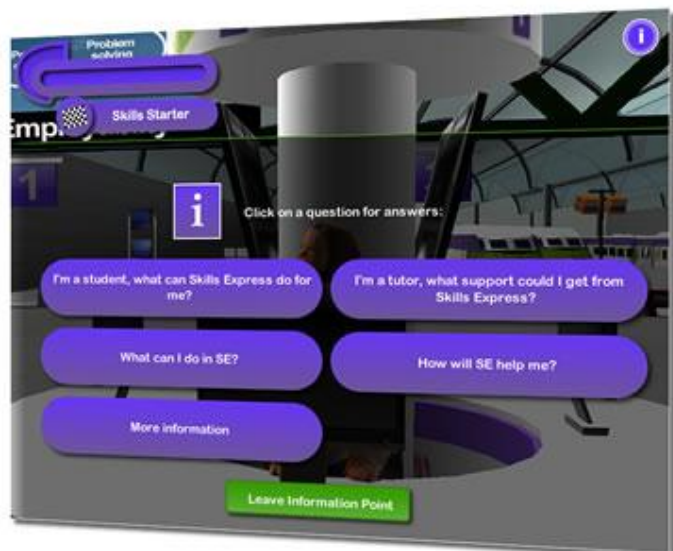 Problem
solving
Skills Starter
1
i
i
Click on a question for answers:
I'm a student, what can Skills Express do for
me?
I'm a tutor, what support could I get from
Skills Express?
What can I do in SE?
How will SE help me?
More information
Leave Information Point